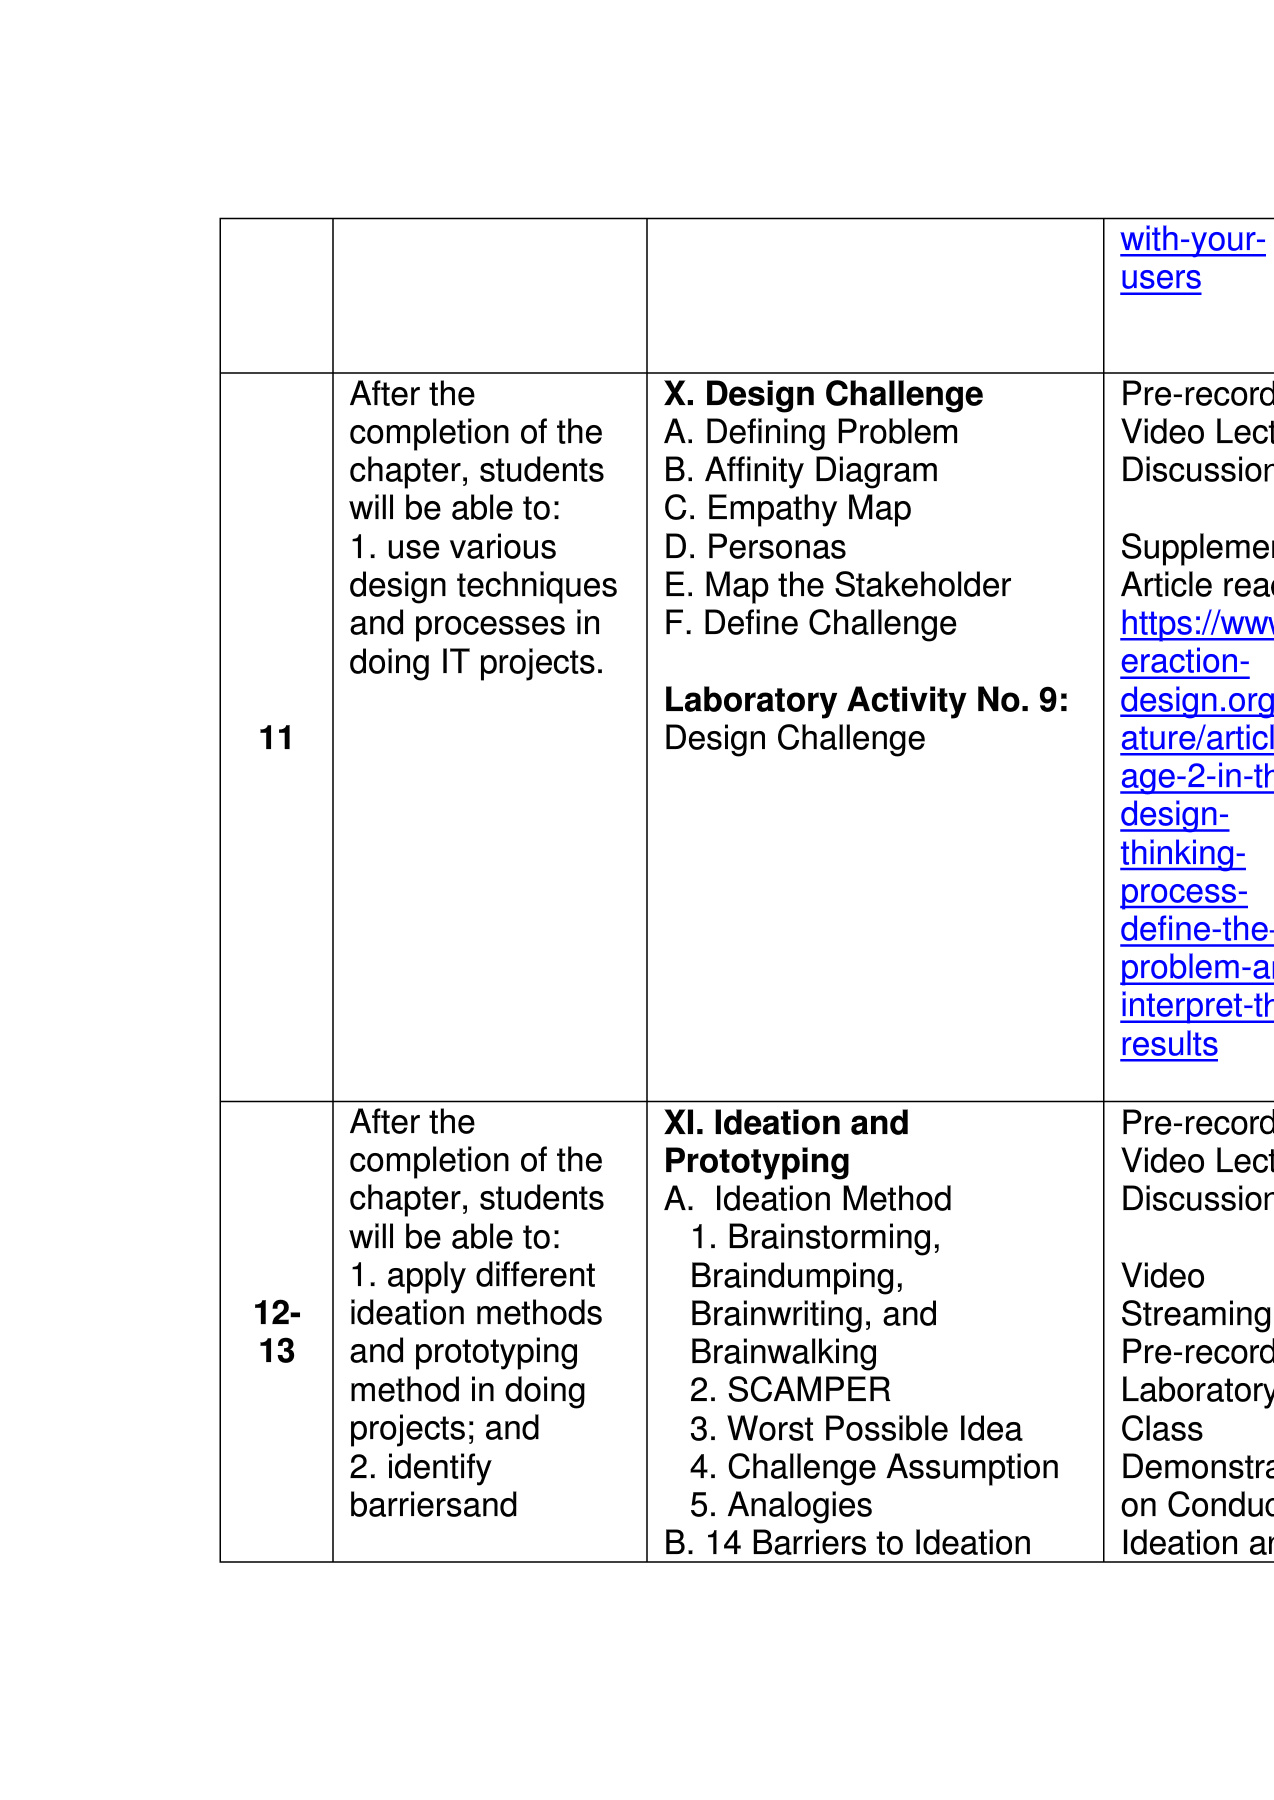 with-your-
users
11
After the
completion of the
chapter, students
will be able to:
1. use various
design techniques
and processes in
doing IT projects.
X. Design Challenge
A. Defining Problem
B. Affinity Diagram
C. Empathy Map
D. Personas
E. Map the Stakeholder
F. Define Challenge
Laboratory Activity No. 9:
Design Challenge
Pre-record
Video Lect
Discussion
Supplemen
Article read
https://www
eraction-
design.org
ature/articl
age-2-in-th
design-
thinking-
process-
define-the-
problem-an
interpret-th
results
12-
13
After the
completion of the
chapter, students
will be able to:
1. apply different
ideation methods
and prototyping
method in doing
projects; and
2. identify
barriersand
XI. Ideation and
Prototyping
A. Ideation Method
1. Brainstorming,
Braindumping,
Brainwriting, and
Brainwalking
2. SCAMPER
3. Worst Possible Idea
4. Challenge Assumption
5. Analogies
B. 14 Barriers to Ideation
Pre-record
Video Lect
Discussion
Video
Streaming
Pre-record
Laboratory
Class
Demonstra
on Conduc
Ideation an